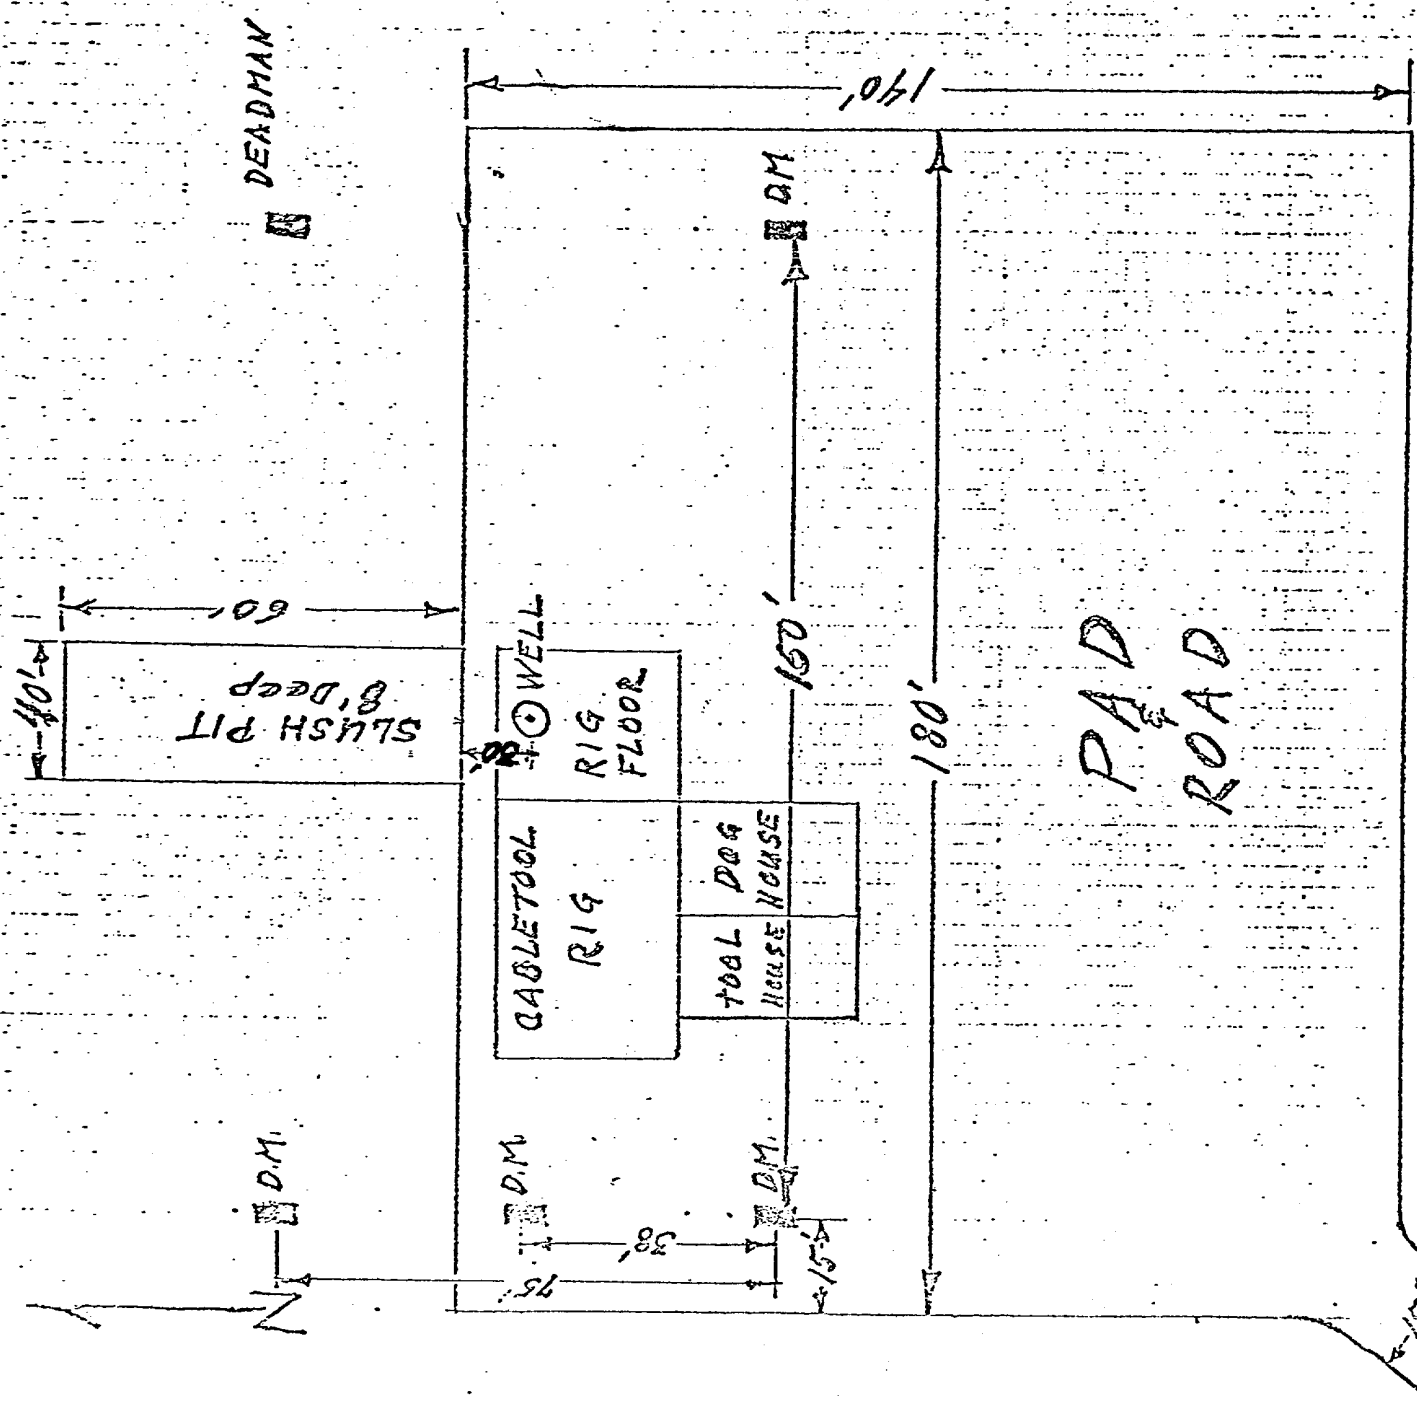 DEADMAN
140'
DM
60'
40'
SLUSH PIT
8' DEEP
WELL
RIG
FLOOR
CABLETOOL
RIG
DOG
HOUSE
TOOL
HOUSE
180'
PAD
&
ROAD
D.M.
D.M.
D.M.
38'
75'
15'
N